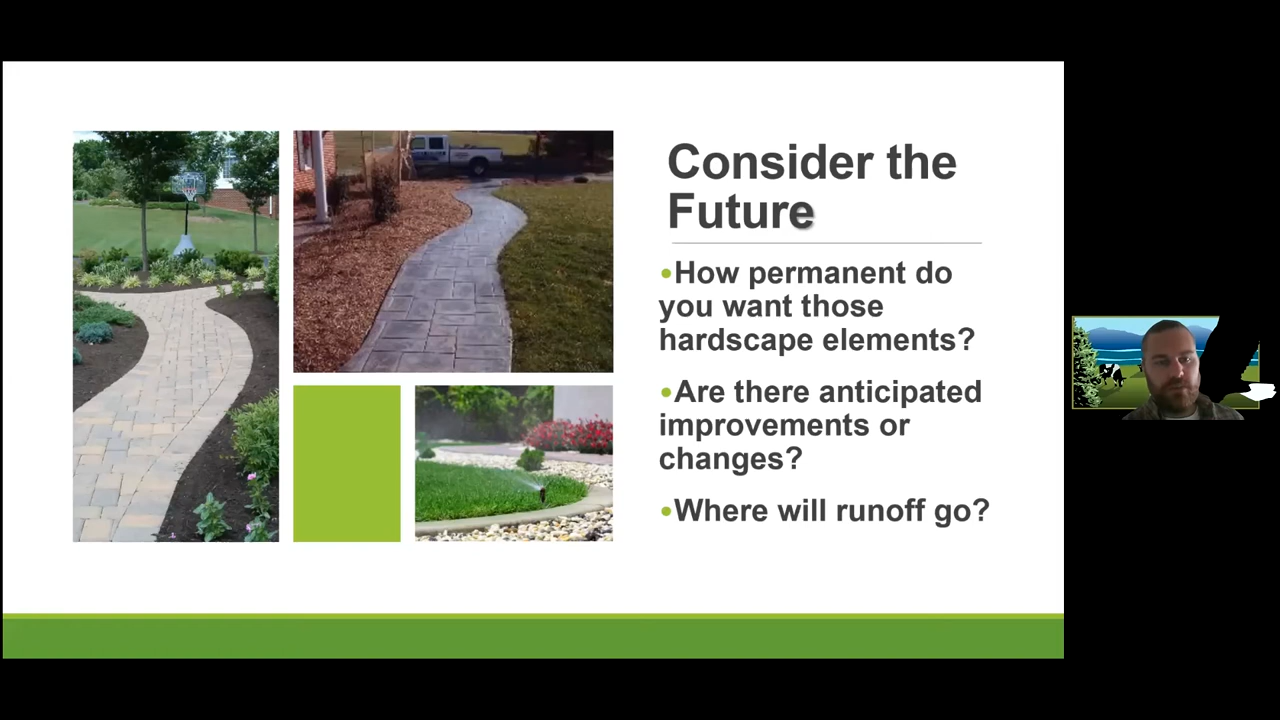 Consider the
Future
•How permanent do
you want those
hardscape elements?
•Are there anticipated
improvements or
changes?
•Where will runoff go?